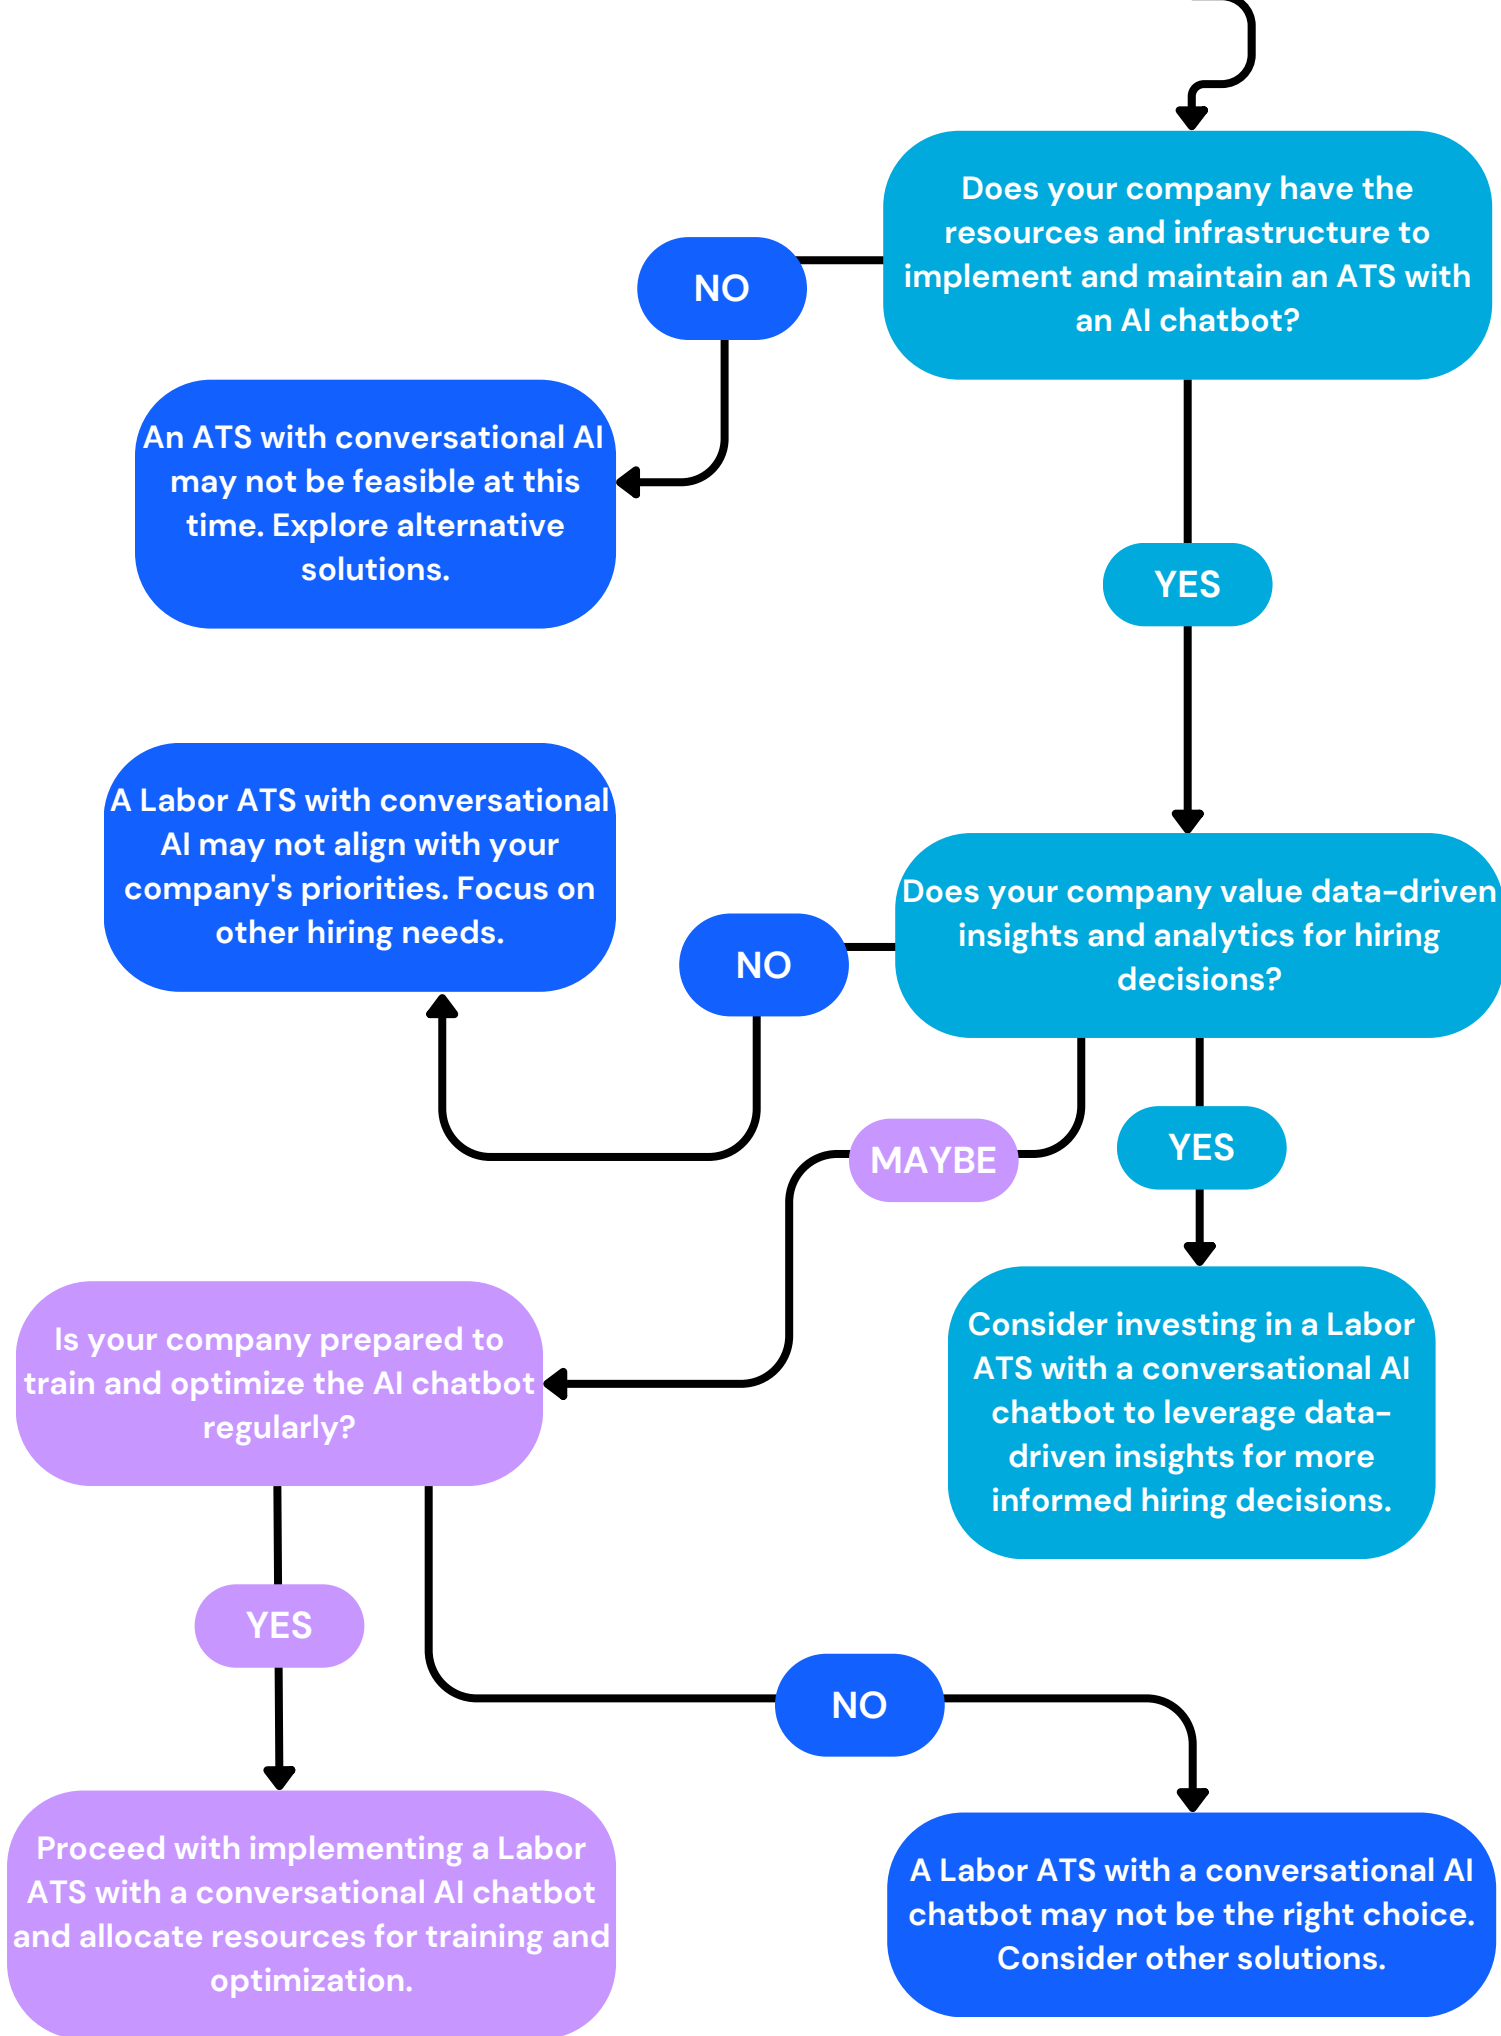 Does your company have the
resources and infrastructure to
implement and maintain an ATS with
an AI chatbot?
NO
An ATS with conversational AI
may not be feasible at this
time. Explore alternative
solutions.
YES
A Labor ATS with conversational
AI may not align with your
company's priorities. Focus on
other hiring needs.
Does your company value data-driven
insights and analytics for hiring
decisions?
NO
MAYBE
YES
Is your company prepared to
train and optimize the AI chatbot
regularly?
Consider investing in a Labor
ATS with a conversational AI
chatbot to leverage data-
driven insights for more
informed hiring decisions.
YES
NO
Proceed with implementing a Labor
ATS with a conversational AI chatbot
and allocate resources for training and
optimization.
A Labor ATS with a conversational AI
chatbot may not be the right choice.
Consider other solutions.